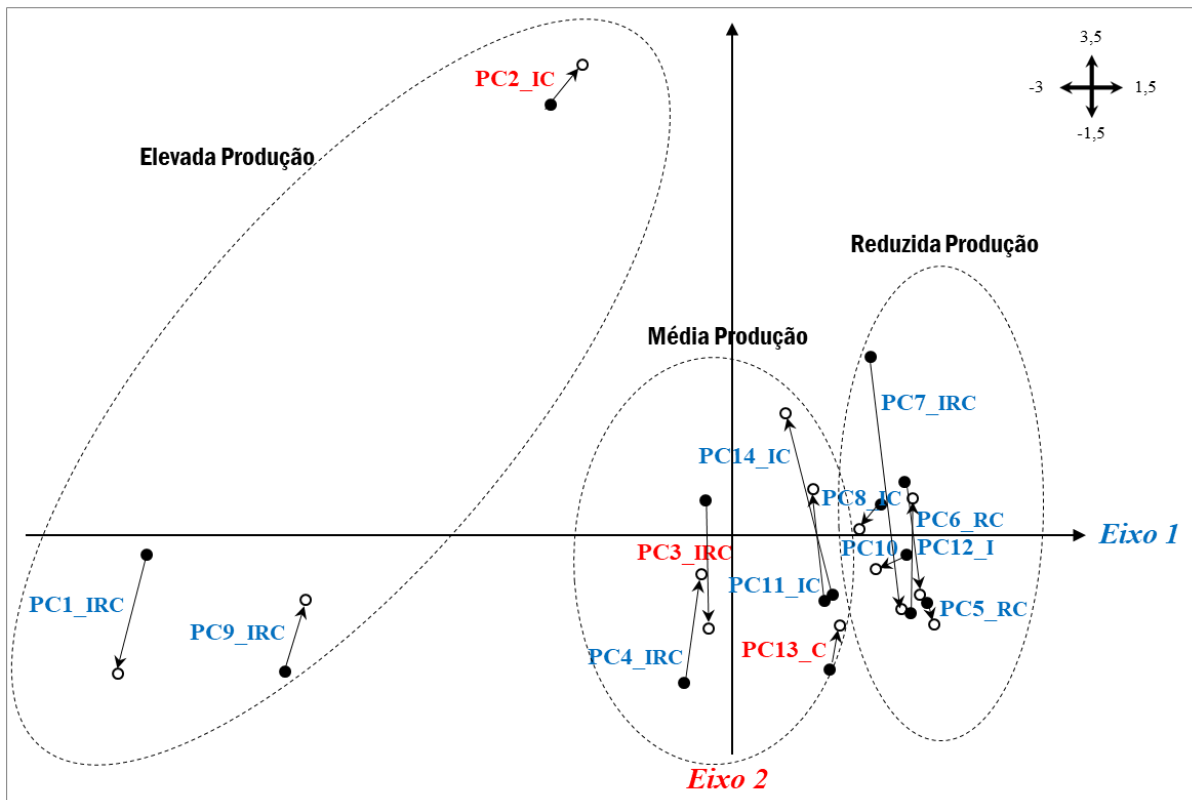 3,5
-3
1,5
-1,5
PC2_IC
Elevada Produção
Reduzida Produção
Média Produção
PC7_IRC
PC14_IC
PC8_IC
PC6_RC
Eixo 1
PC3_IRC
PC10
PC12_I
PC1_IRC
PC11_IC
PC9_IRC
PC5_RC
PC4_IRC
PC13_C
Eixo 2